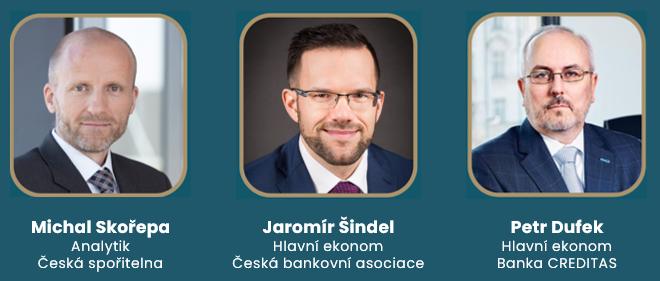 Michal Skořepa
Analytik
Česká spořitelna
Jaromír Šindel
Hlavní ekonom
Česká bankovní asociace
Petr Dufek
Hlavní ekonom
Banka CREDITAS